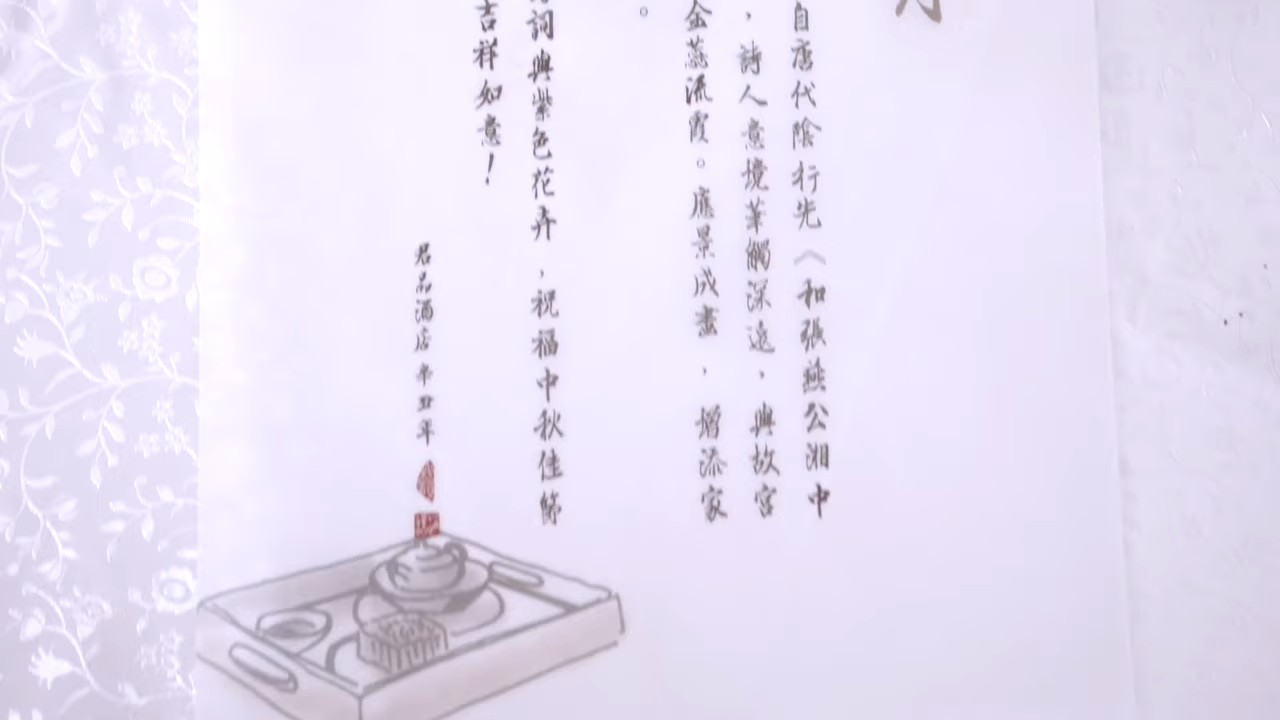 自唐代陰行先《和張燕公湘中
，詩人意境筆觸深遠，與故宮
金蕊流霞。應景成畫，增添家
。
詞與紫色花卉，祝福中秋佳節
吉祥如意！
君品酒店 辛丑年